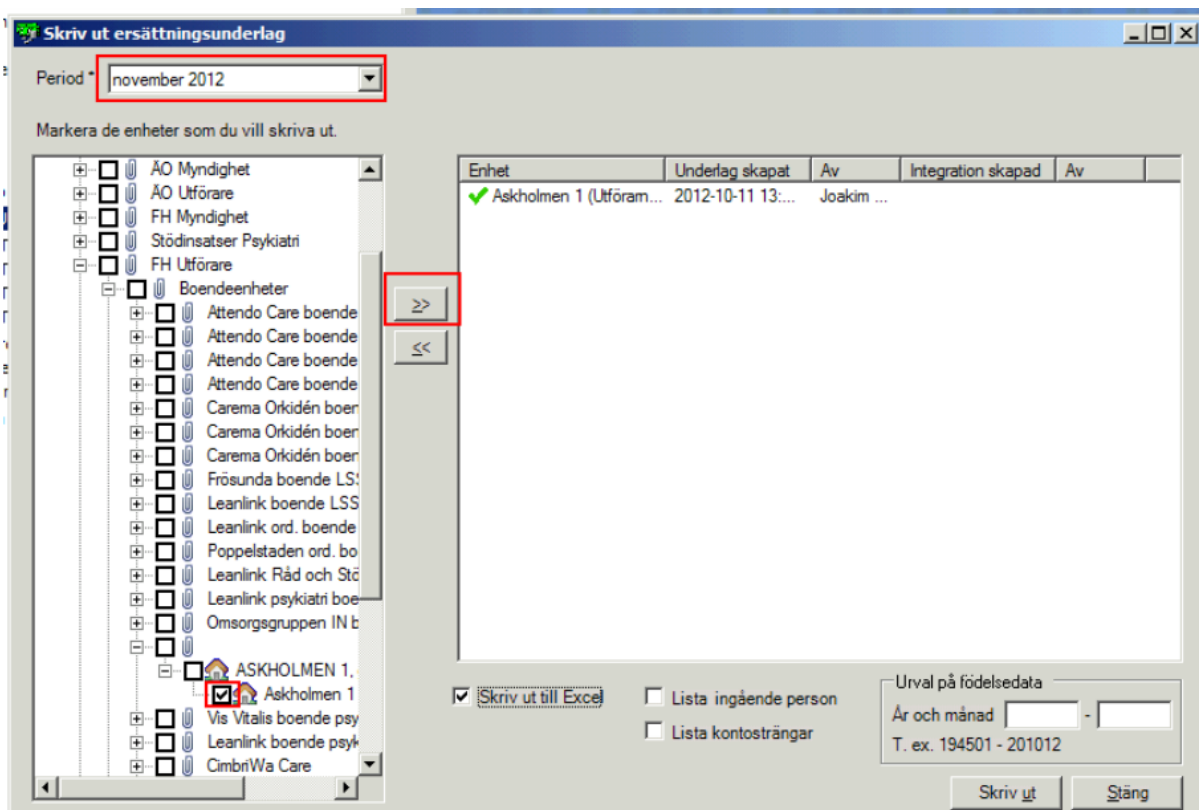 Skriv ut ersättningsunderlag
Period * november 2012
Markera de enheter som du vill skriva ut.
ÄO Myndighet
ÄO Utförare
FH Myndighet
Stödinsatser Psykiatri
FH Utförare
Boendeenheter
Attendo Care boende
Attendo Care boende
Attendo Care boende
Attendo Care boende
Carema Orkidén boen
Carema Orkidén boen
Carema Orkidén boen
Frösunda boende LSS
Leanlink boende LSS
Leanlink ord. boende
Poppelstaden ord. bo
Leanlink Råd och Stö
Leanlink psykiatri boe
Omsorgsgruppen IN b
ASKHOLMEN 1,
Askholmen 1
Vis Vitalis boende psy
Leanlink boende psyk
CimbriWa Care
>>
<<
Enhet Underlag skapat Av Integration skapad Av
Askholmen 1 (Utföram... 2012-10-11 13:... Joakim ...
Skriv ut till Excel
Lista ingående person
Lista kontosträngar
Urval på födelsedata
År och månad -
T. ex. 194501 - 201012
Skriv ut Stäng